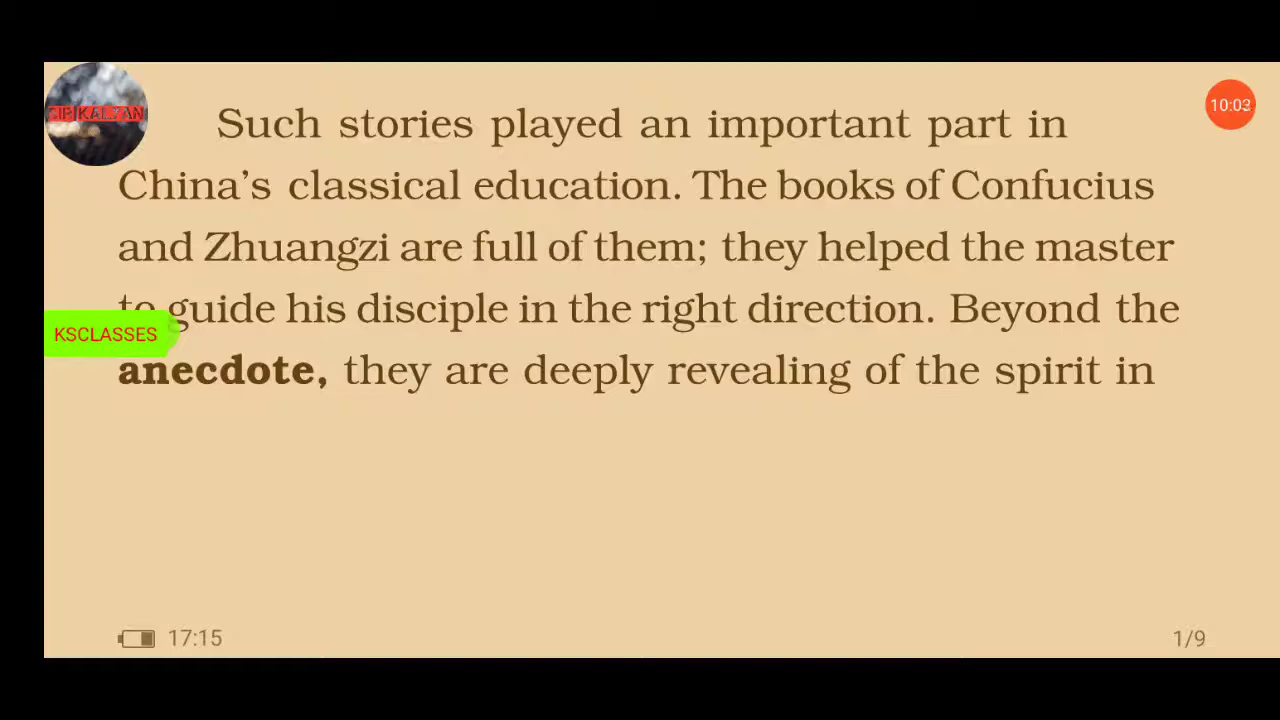 Such stories played an important part in
10:03
China's classical education. The books of Confucius
and Zhuangzi are full of them; they helped the master
to guide his disciple in the right direction. Beyond the
KSCLASSES
anecdote, they are deeply revealing of the spirit in
17:15
1/9